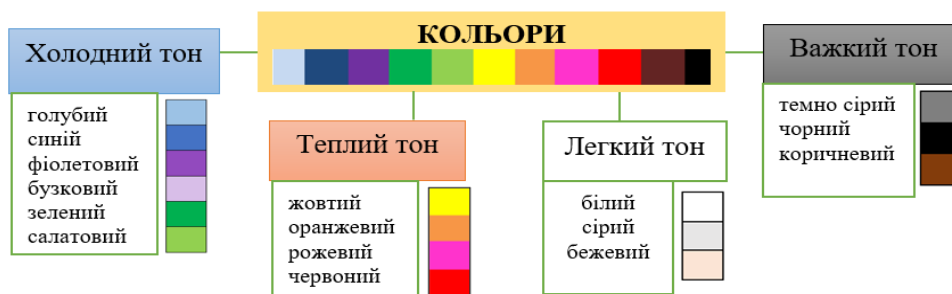 КОЛЬОРИ
Холодний тон
голубий
синій
фіолетовий
бузковий
зелений
салатовий
Теплий тон
жовтий
оранжевий
рожевий
червоний
Легкий тон
білий
сірий
бежевий
Важкий тон
темно сірий
чорний
коричневий